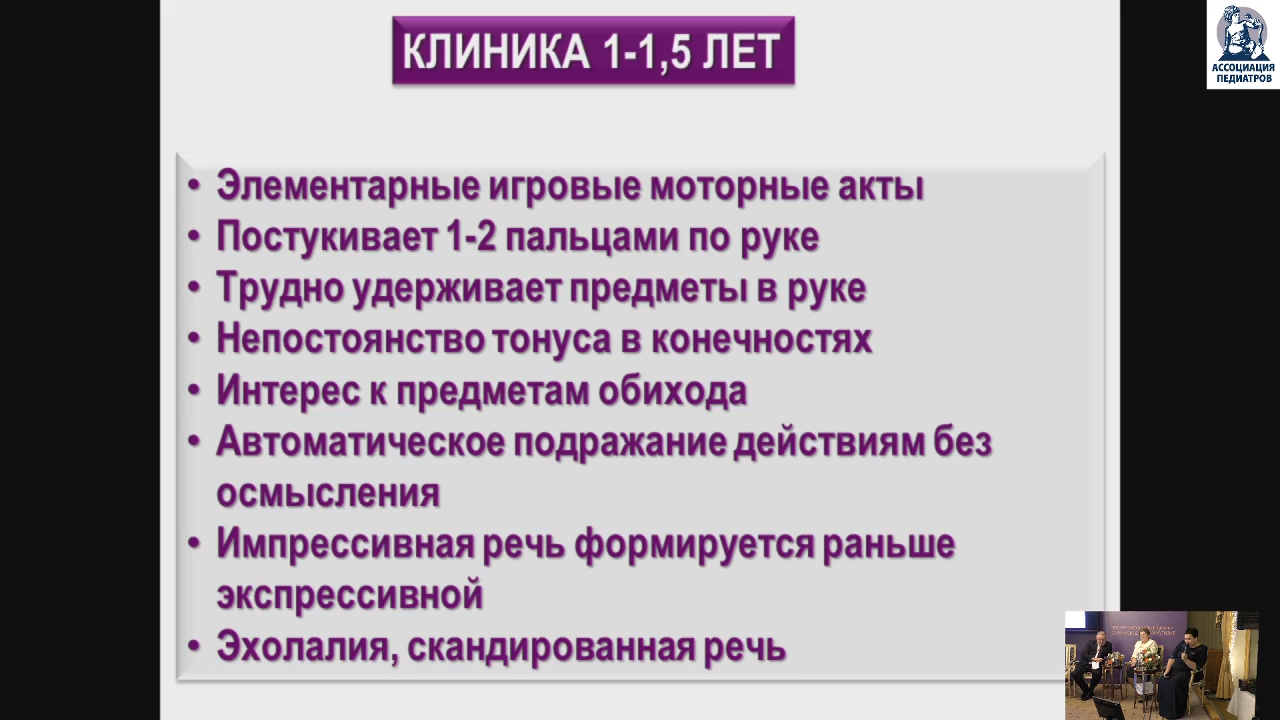 КЛИНИКА 1-1,5 ЛЕТ
АССОЦИАЦИЯ
ПЕДИАТРОВ
• Элементарные игровые моторные акты
• Постукивает 1-2 пальцами по руке
• Трудно удерживает предметы в руке
• Непостоянство тонуса в конечностях
• Интерес к предметам обихода
• Автоматическое подражание действиям без
осмысления
• Импрессивная речь формируется раньше
экспрессивной
• Эхолалия, скандированная речь